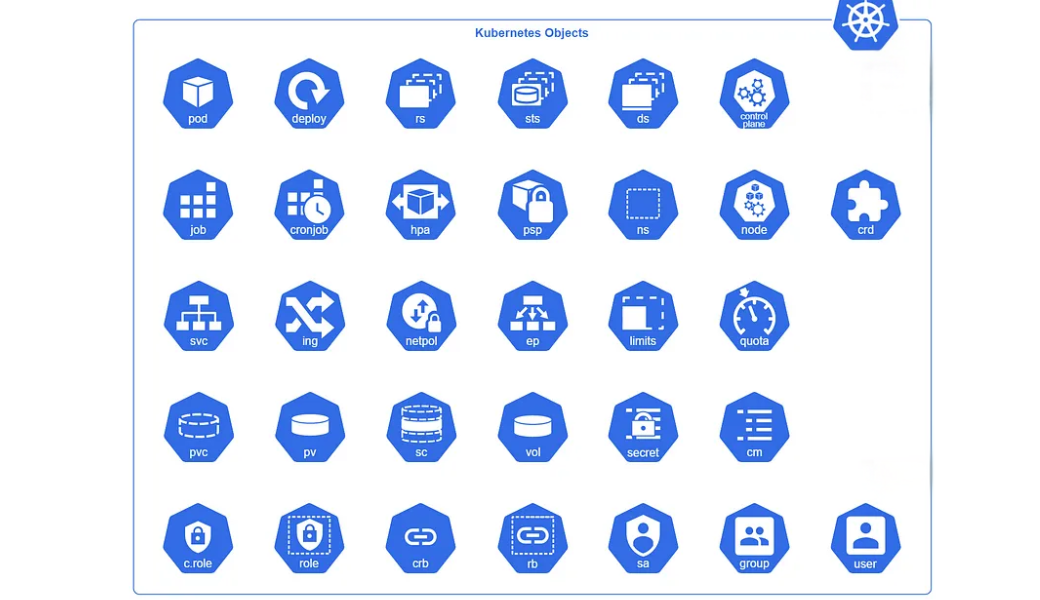 Kubernetes Objects
pod
deploy
rs
sts
ds
control
plane
job
cronjob
hpa
psp
ns
node
crd
svc
ing
netpol
ep
limits
quota
pvc
pv
sc
vol
secret
cm
c.role
role
crb
rb
sa
group
user